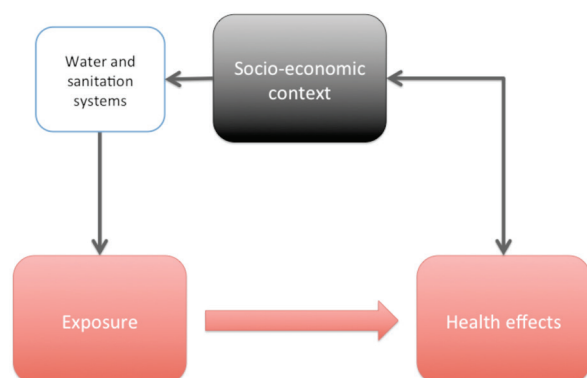 Water and
sanitation
systems
Socio-economic
context
Exposure
Health effects